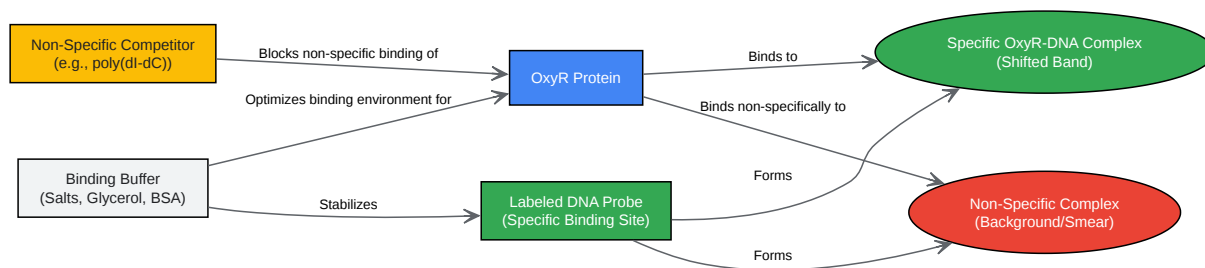 Non-Specific Competitor
(e.g., poly(dI-dC))
Blocks non-specific binding of
OxyR Protein
Binds to
Specific OxyR-DNA Complex
(Shifted Band)
Optimizes binding environment for
Binds non-specifically to
Binding Buffer
(Salts, Glycerol, BSA)
Stabilizes
Labeled DNA Probe
(Specific Binding Site)
Forms
Non-Specific Complex
(Background/Smear)
Forms